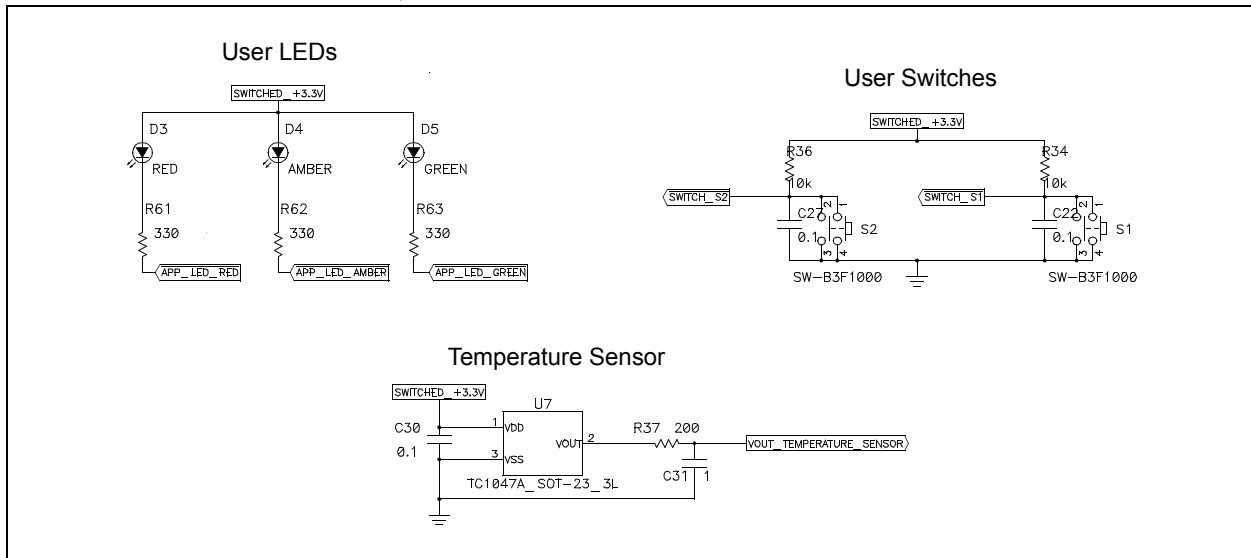 User LEDs
SWITCHED_+3.3V
D3
D4
D5
RED
AMBER
GREEN
R61
R62
R63
330
330
330
APP_LED_RED
APP_LED_AMBER
APP_LED_GREEN
User Switches
SWITCHED_+3.3V
R36
R34
10k
10k
SWITCH_S2
SWITCH_S1
2
1
2
1
C27
C22
0.1
0.1
S2
S1
3
4
3
4
SW-B3F1000
SW-B3F1000
Temperature Sensor
SWITCHED_+3.3V
U7
C30
0.1
1
VDD
VOUT
2
3
VSS
R37 200
VOUT_TEMPERATURE_SENSOR
C31
1
TC1047A_SOT-23_3L